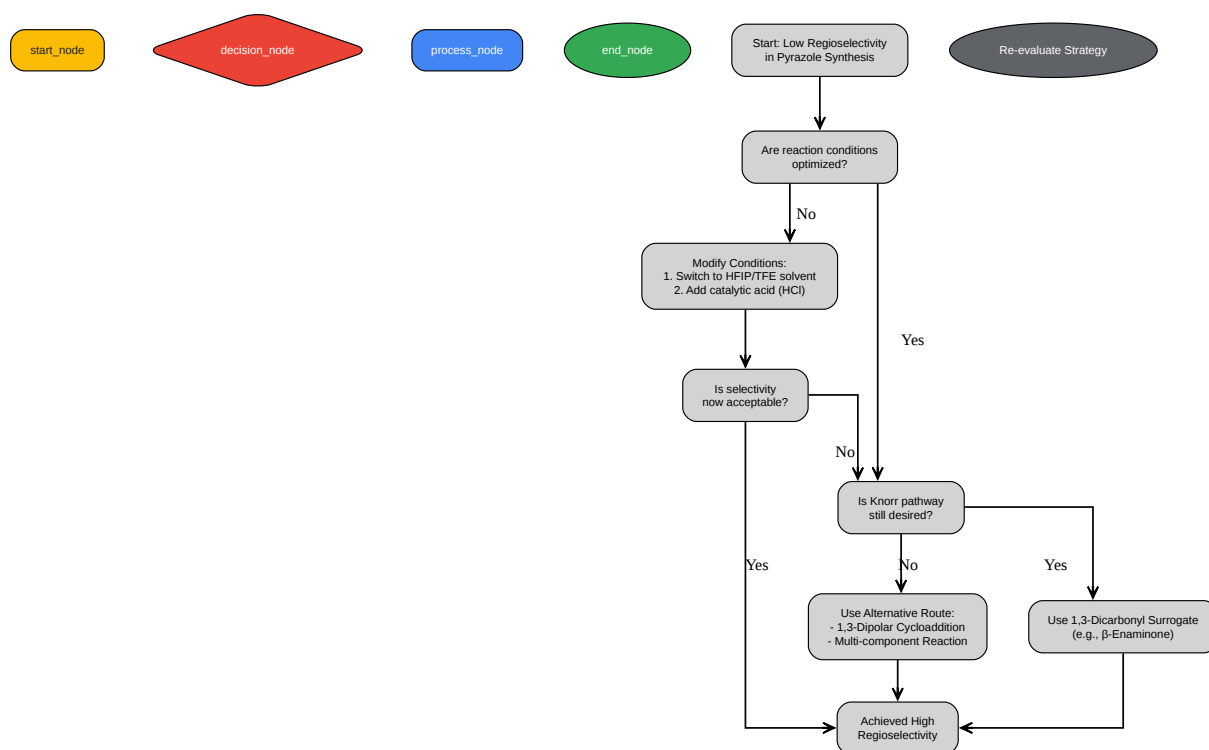 start_node
decision_node
process_node
end_node
Start: Low Regioselectivity
in Pyrazole Synthesis
Re-evaluate Strategy
Are reaction conditions
optimized?
No
Modify Conditions:
1. Switch to HFIP/TFE solvent
2. Add catalytic acid (HCl)
Yes
Is selectivity
now acceptable?
No
Is Knorr pathway
still desired?
Yes
No
Yes
Use Alternative Route:
- 1,3-Dipolar Cycloaddition
- Multi-component Reaction
Use 1,3-Dicarbonyl Surrogate
(e.g., β-Enaminone)
Achieved High
Regioselectivity